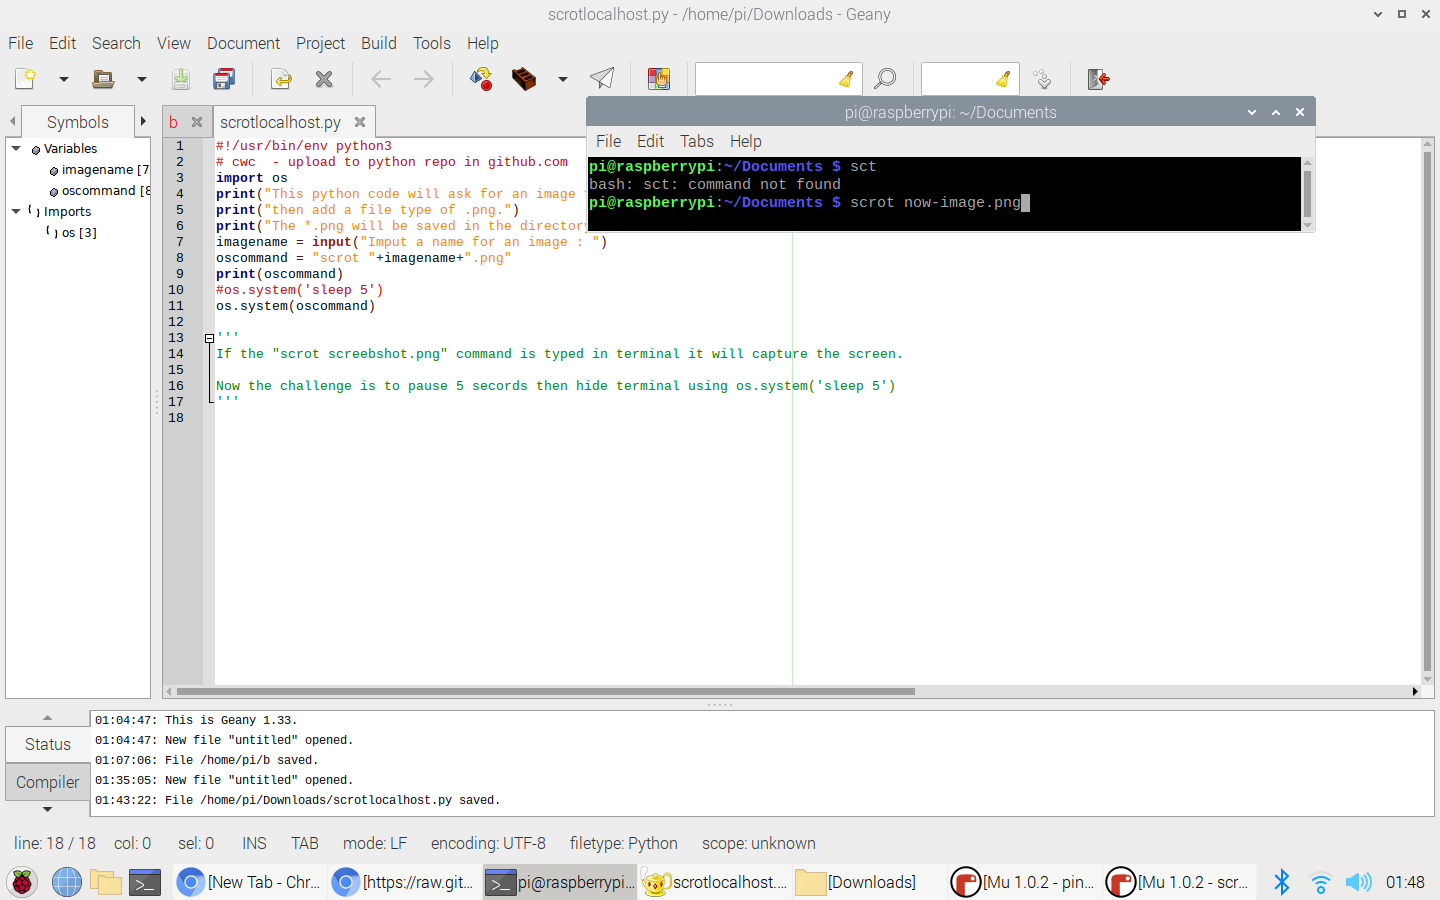 scrotlocalhost.py - /home/pi/Downloads - Geany
File Edit Search View Document Project Build Tools Help
Symbols
b scrotlocalhost.py
Variables
imagename [7
oscommand [8
Imports
os [3]
1 #!/usr/bin/env python3
2 # cwc  - upload to python repo in github.com
3 import os
4 print("This python code will ask for an image
5 print("then add a file type of .png.")
6 print("The *.png will be saved in the directory
7 imagename = input("Imput a name for an image : ")
8 oscommand = "scrot "+imagename+".png"
9 print(oscommand)
10 #os.system('sleep 5')
11 os.system(oscommand)
12
13 '''
14 If the "scrot screebshot.png" command is typed in terminal it will capture the screen.
15
16 Now the challenge is to pause 5 seconds then hide terminal using os.system('sleep 5')
17 '''
18
pi@raspberrypi: ~/Documents
File Edit Tabs Help
pi@raspberrypi:~/Documents $ sct
bash: sct: command not found
pi@raspberrypi:~/Documents $ scrot now-image.png
Status
Compiler
01:04:47: This is Geany 1.33.
01:04:47: New file "untitled" opened.
01:07:06: File /home/pi/b saved.
01:35:05: New file "untitled" opened.
01:43:22: File /home/pi/Downloads/scrotlocalhost.py saved.
line: 18 / 18 col: 0 sel: 0 INS TAB mode: LF encoding: UTF-8 filetype: Python scope: unknown
[New Tab - Chr... [https://raw.git... pi@raspberrypi... scrotlocalhost.... [Downloads] [Mu 1.0.2 - pin... [Mu 1.0.2 - scr... 01:48